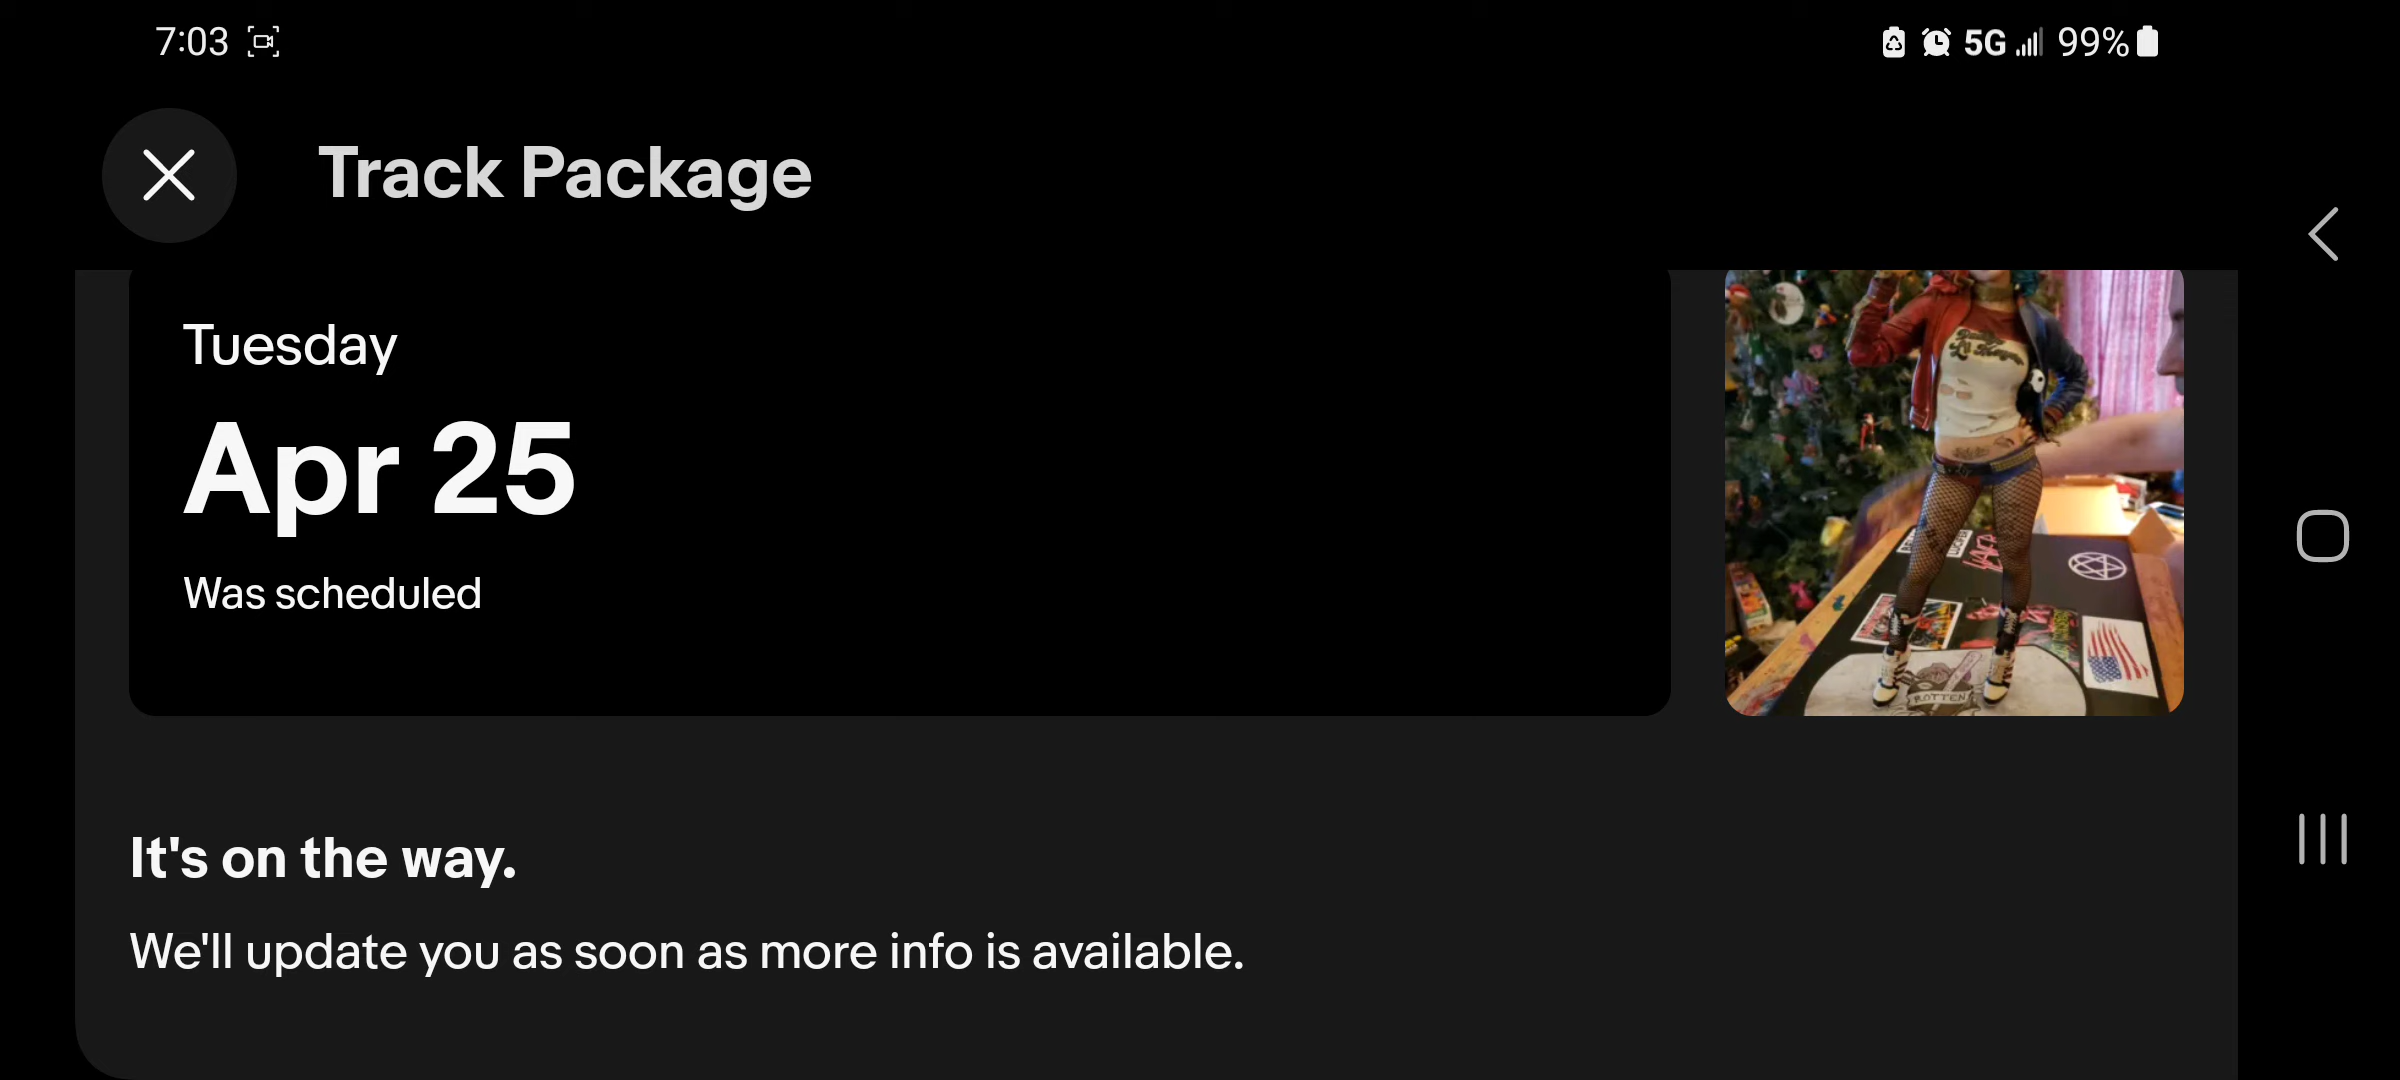 7:03
5G 99%
Track Package
Tuesday
Apr 25
Was scheduled
ROTTEN
It's on the way.
We'll update you as soon as more info is available.